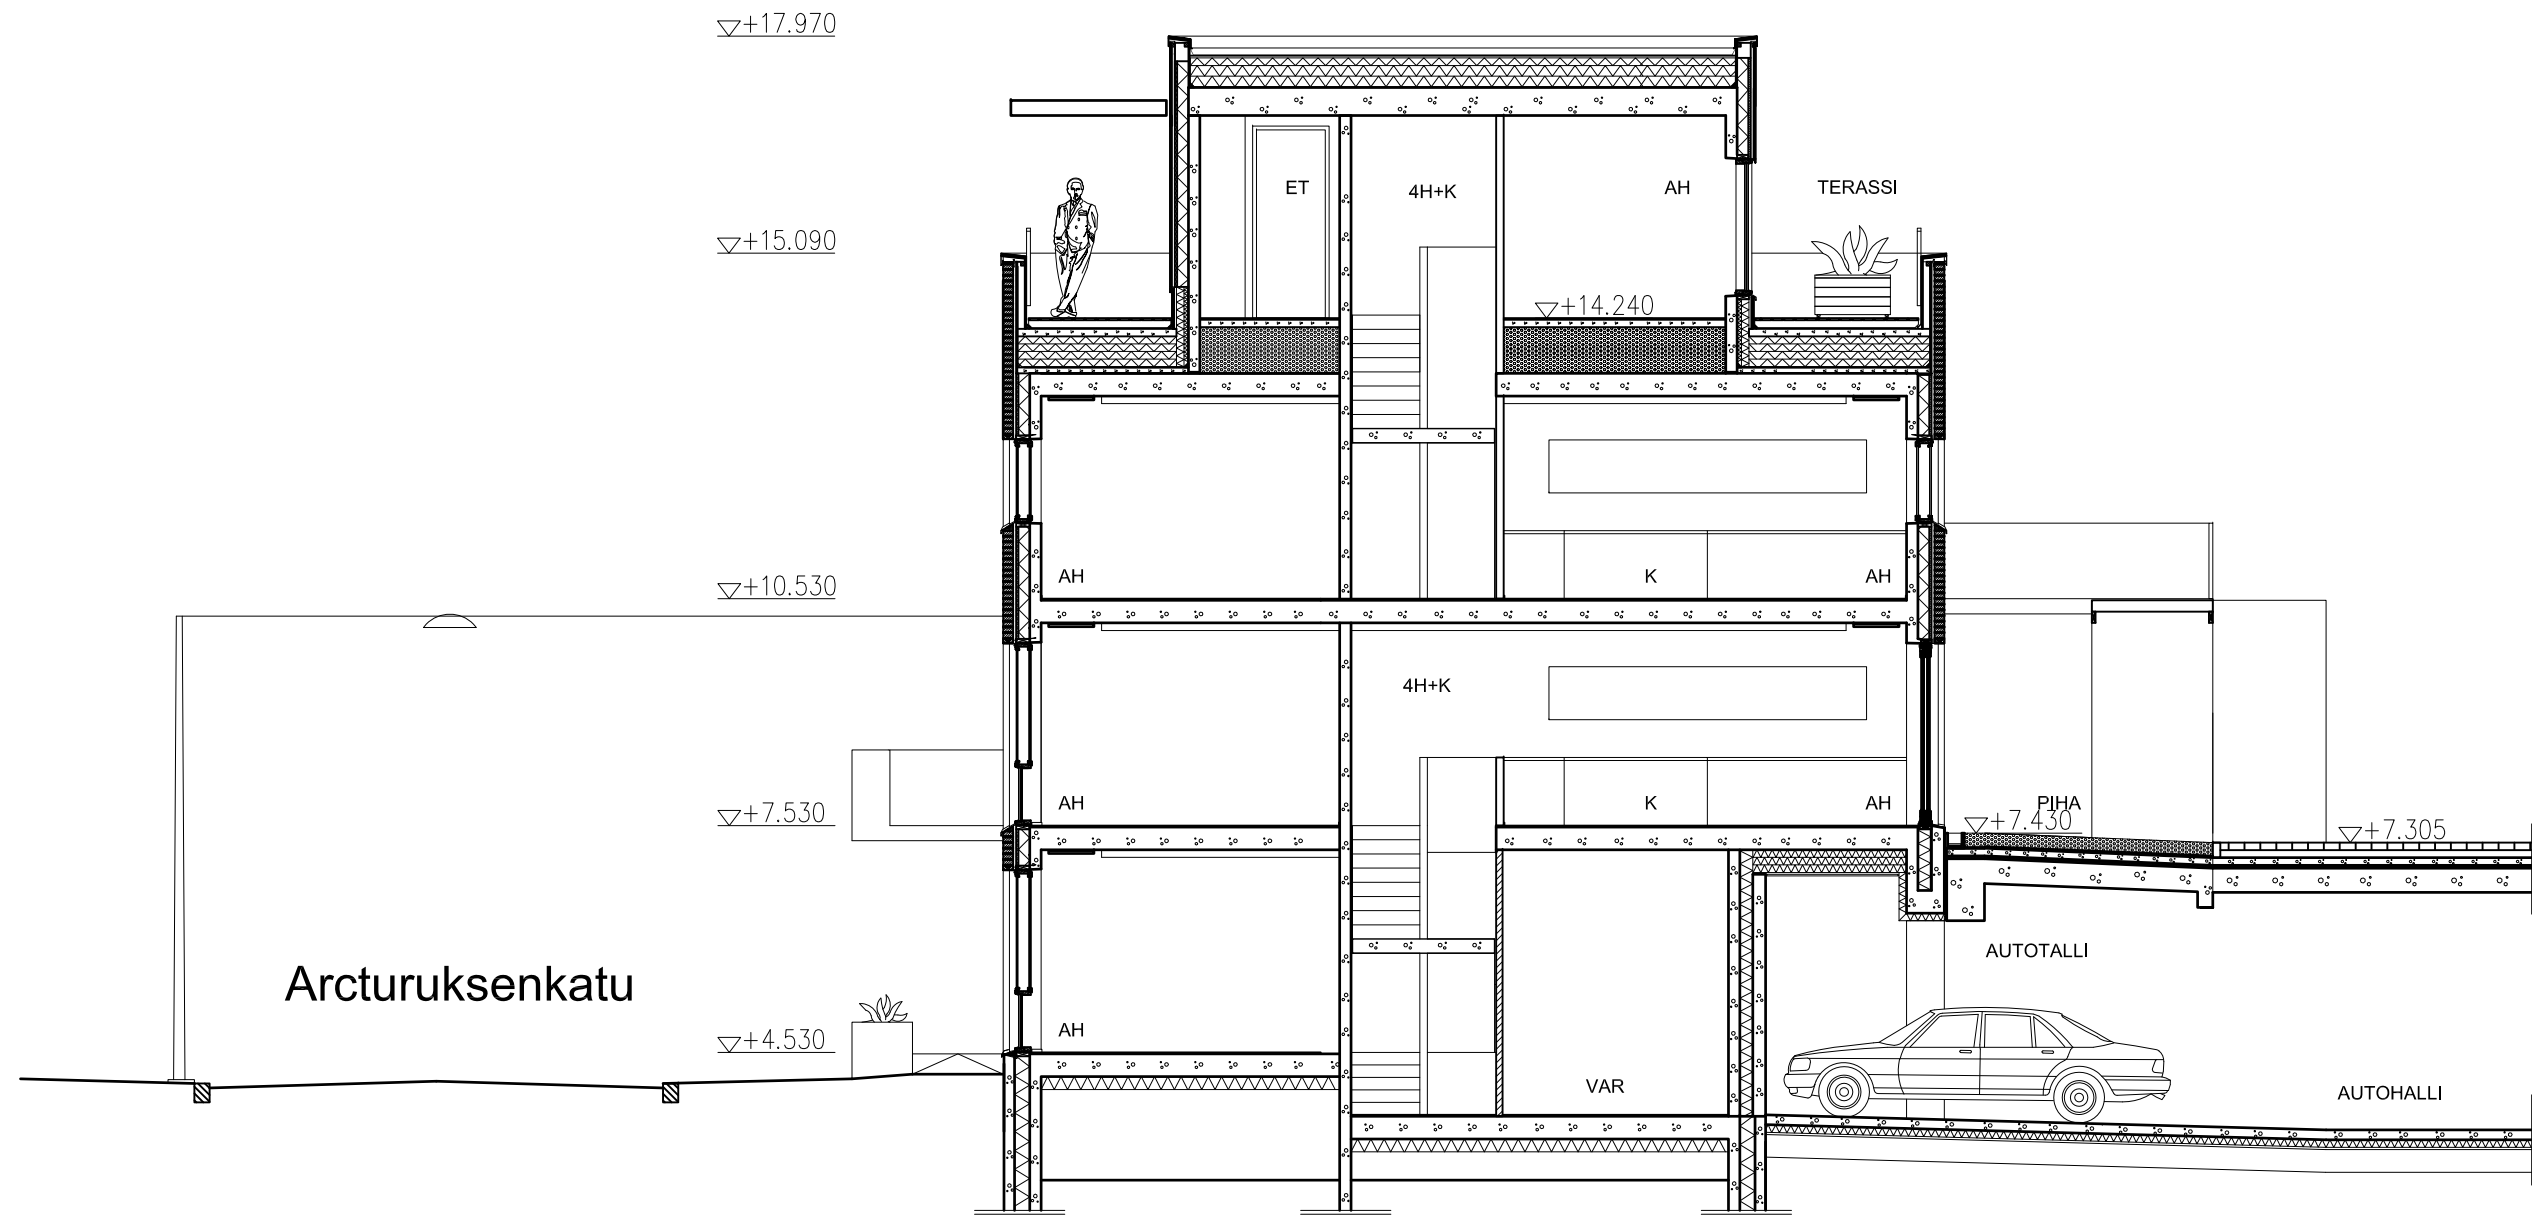 +17.970
ET
4H+K
AH
TERASSI
+15.090
+14.240
+10.530
AH
K
AH
4H+K
+7.530
AH
K
AH
PIHA
+7.430
+7.305
Arcturuksenkatu
AUTOTALLI
+4.530
AH
VAR
AUTOHALLI